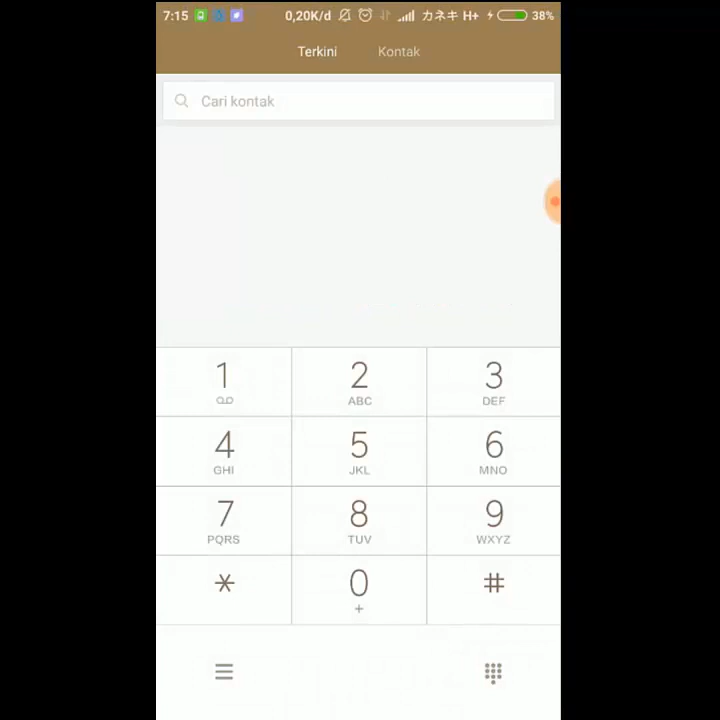 7:15 0,20K/d カネキ H+ 38%
Terkini Kontak
Cari kontak
1 2 3
ABC DEF
4 5 6
GHI JKL MNO
7 8 9
PQRS TUV WXYZ
* 0 #
+